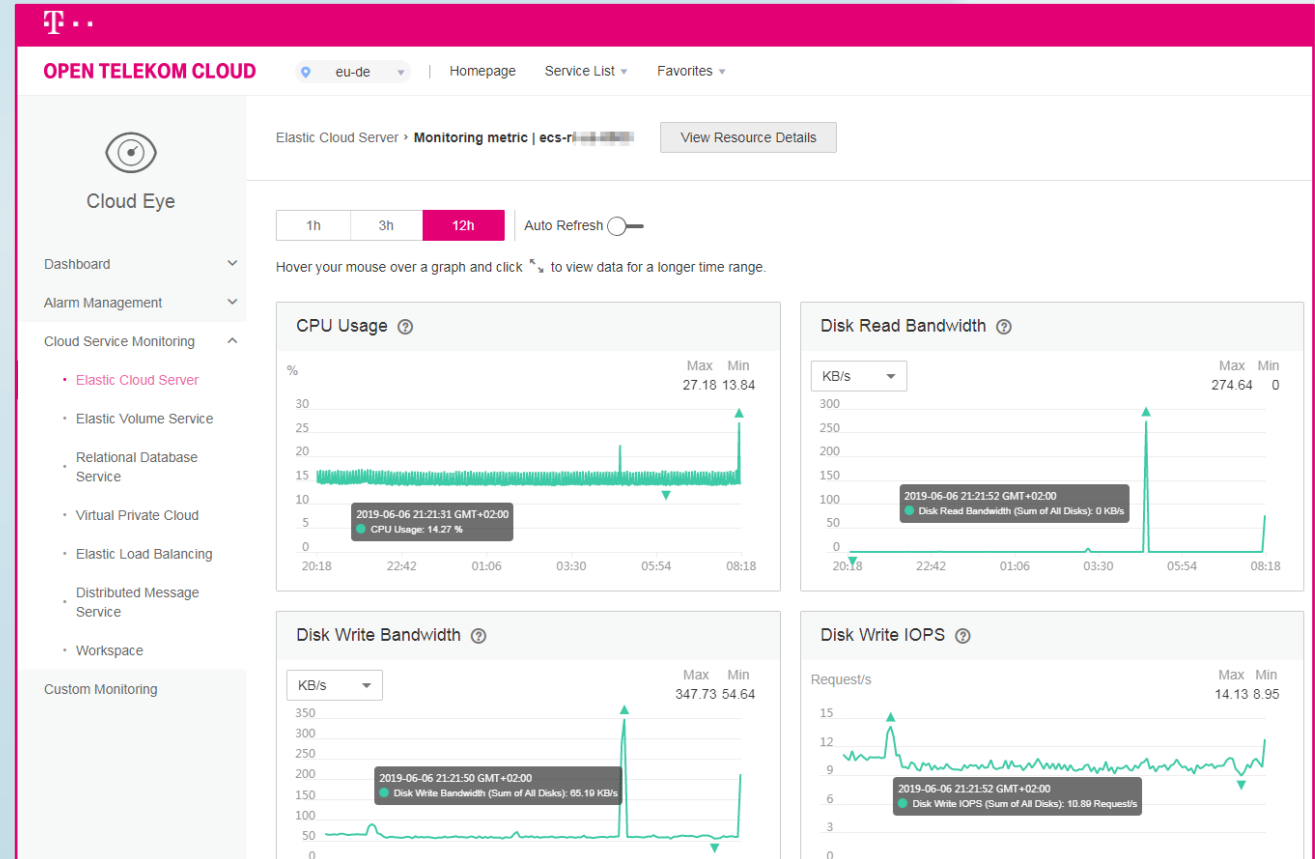 T
OPEN TELEKOM CLOUD
eu-de
Homepage
Service List
Favorites
Cloud Eye
Dashboard
Alarm Management
Cloud Service Monitoring
Elastic Cloud Server
Elastic Volume Service
Relational Database
Service
Virtual Private Cloud
Elastic Load Balancing
Distributed Message
Service
Workspace
Custom Monitoring
Elastic Cloud Server › Monitoring metric | ecs-r
View Resource Details
1h 3h 12h Auto Refresh
Hover your mouse over a graph and click to view data for a longer time range.
CPU Usage ?
%
Max Min
27.18 13.84
30
25
20
15
10
5
0
2019-06-06 21:21:31 GMT+02:00
CPU Usage: 14.27 %
20:18 22:42 01:06 03:30 05:54 08:18
Disk Read Bandwidth ?
KB/s
Max Min
274.64 0
300
250
200
150
100
50
0
2019-06-06 21:21:52 GMT+02:00
Disk Read Bandwidth (Sum of All Disks): 0 KB/s
20:18 22:42 01:06 03:30 05:54 08:18
Disk Write Bandwidth ?
KB/s
Max Min
347.73 54.64
350
300
250
200
150
100
50
0
2019-06-06 21:21:50 GMT+02:00
Disk Write Bandwidth (Sum of All Disks): 65.19 KB/s
Disk Write IOPS ?
Request/s
Max Min
14.13 8.95
15
12
9
6
3
0
2019-06-06 21:21:52 GMT+02:00
Disk Write IOPS (Sum of All Disks): 10.89 Request/s